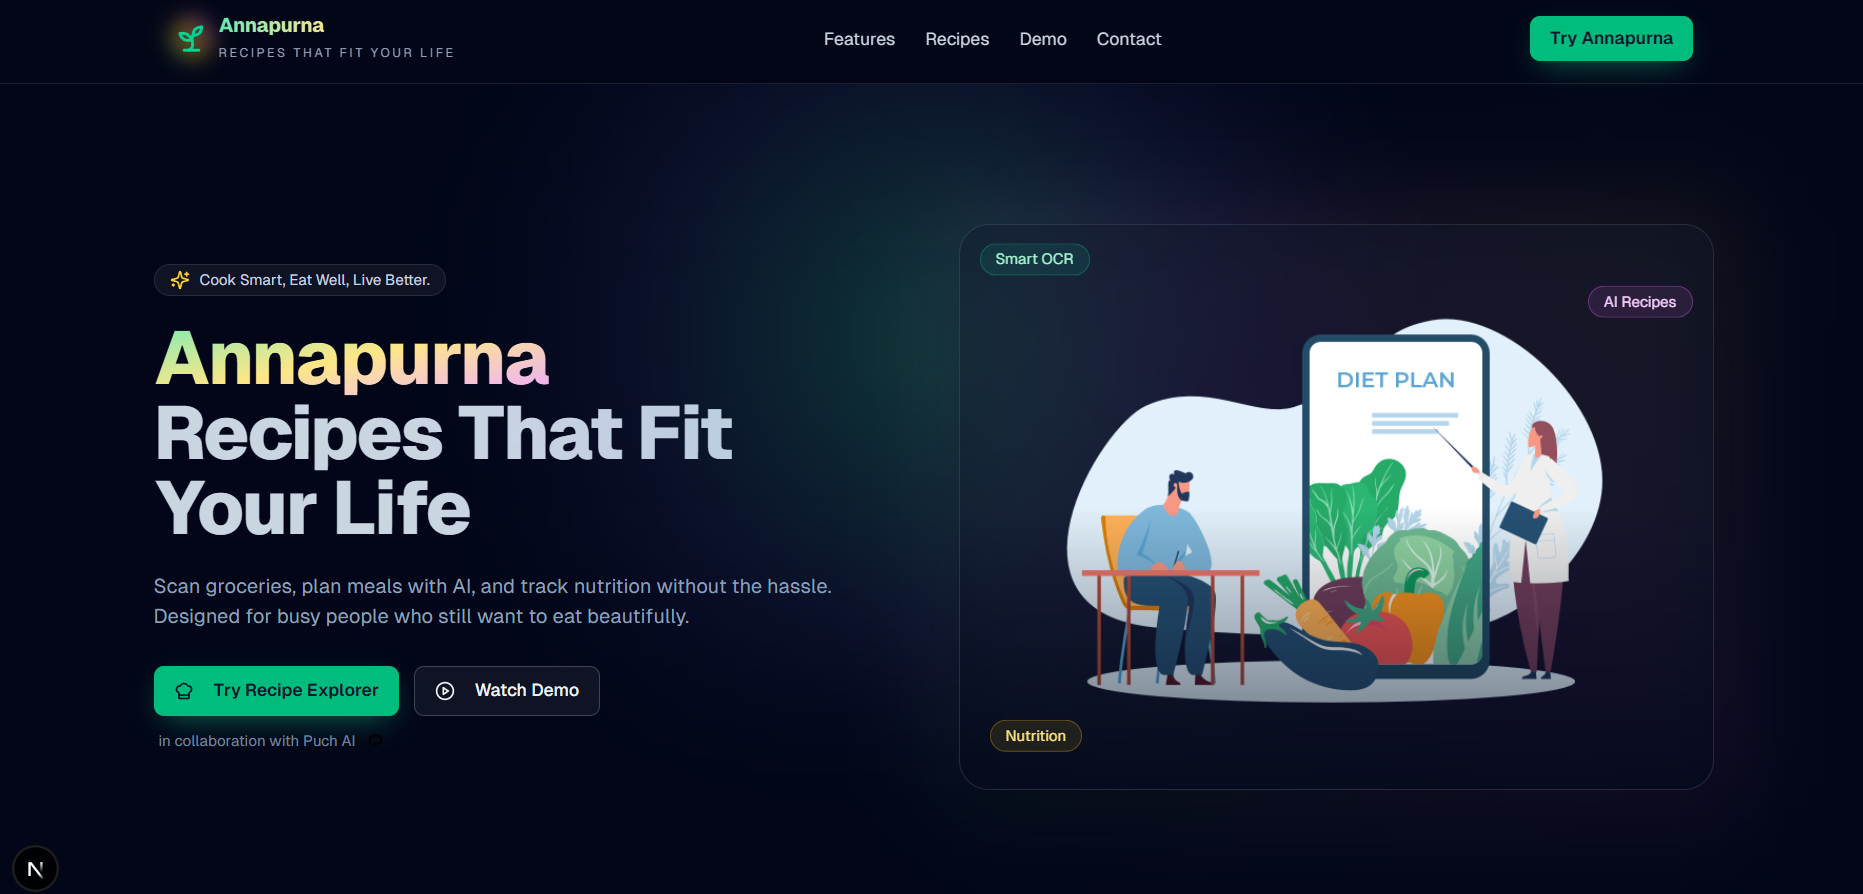 Annapurna
RECIPES THAT FIT YOUR LIFE
Features
Recipes
Demo
Contact
Try Annapurna
Cook Smart, Eat Well, Live Better.
Annapurna
Recipes That Fit
Your Life
Scan groceries, plan meals with AI, and track nutrition without the hassle.
Designed for busy people who still want to eat beautifully.
Try Recipe Explorer
Watch Demo
in collaboration with Puch AI
Smart OCR
AI Recipes
DIET PLAN
Nutrition
N